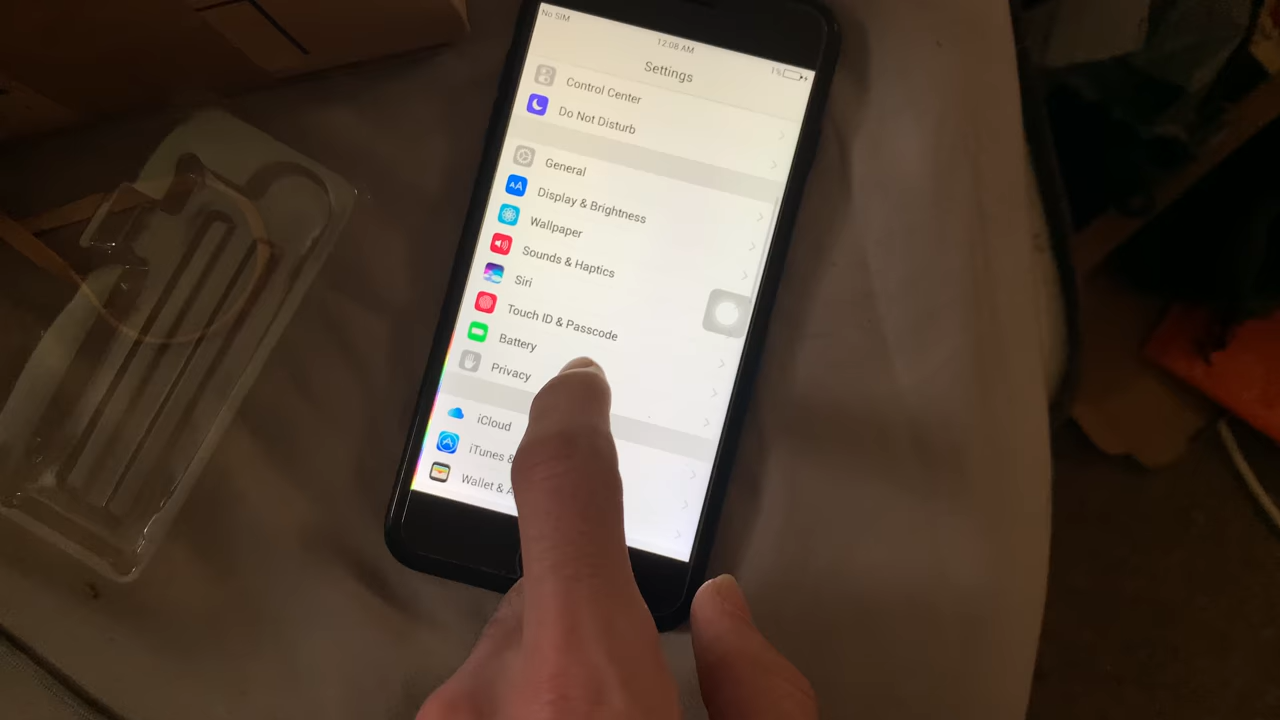 No SIM
12:08 AM
1%
Settings
Control Center
Do Not Disturb
General
AA
Display & Brightness
Wallpaper
Sounds & Haptics
Siri
Touch ID & Passcode
Battery
Privacy
iCloud
iTunes &
Wallet & A